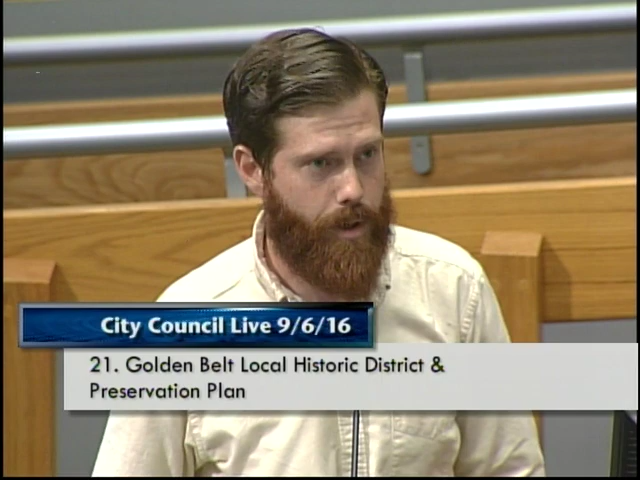 City Council Live 9/6/16
21. Golden Belt Local Historic District &
Preservation Plan